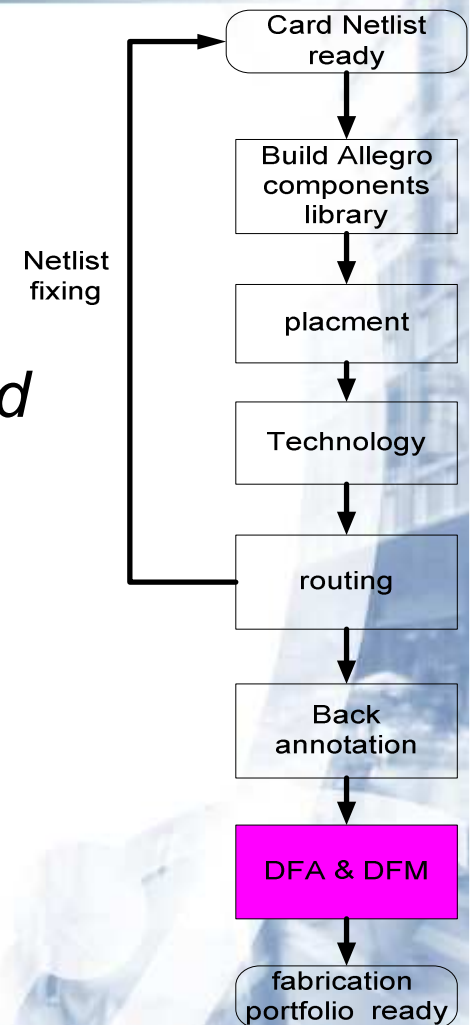 Card Netlist
ready
Build Allegro
components
library
Netlist
fixing
placment
d
Technology
routing
Back
annotation
DFA & DFM
fabrication
portfolio ready